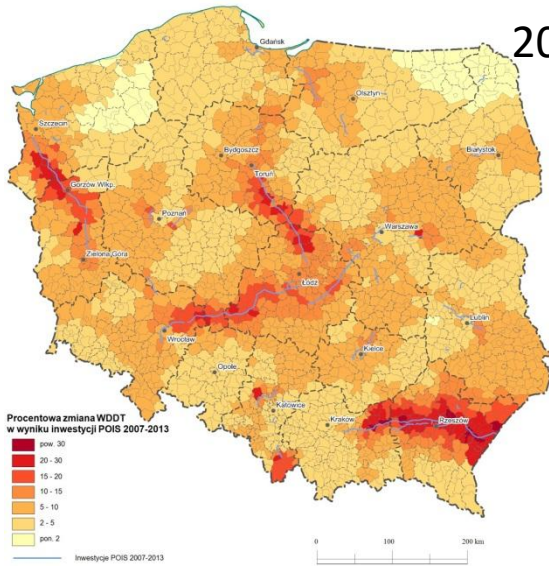 20
Gdańsk
Olsztyn
Szczecin
Bydgoszcz
Białystok
Toruń
Gorzów Wlkp.
Poznań
Warszawa
Zielona Góra
Łódź
Lublin
Wrocław
Kielce
Opole
Katowice
Kraków
Rzeszów
Procentowa zmiana WDDT
w wyniku inwestycji POIS 2007-2013
pow. 30
20 - 30
15 - 20
10 - 15
5 - 10
2 - 5
pon. 2
Inwestycje POIS 2007-2013
0 100 200 km